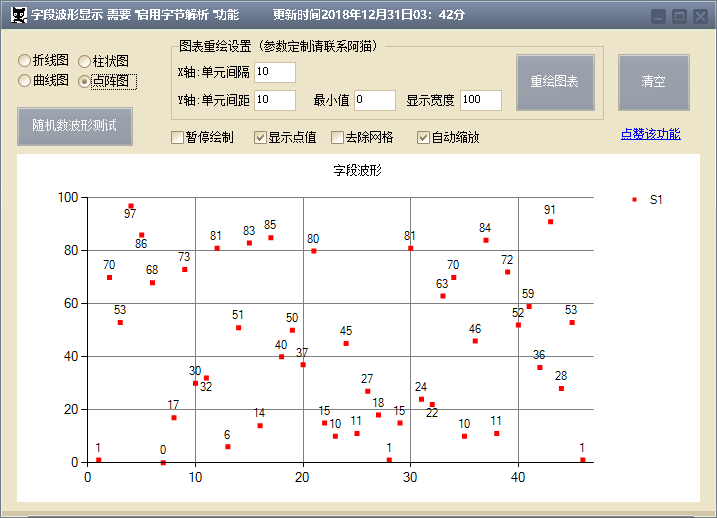 字段波形显示 需要 "启用字节解析 "功能 更新时间2018年12月31日03：42分
折线图 柱状图
曲线图 点阵图
随机数波形测试
图表重绘设置（参数定制请联系阿猫）
X轴:单元间隔 10
Y轴:单元间距 10 最小值 0 显示宽度 100
重绘图表 清空
暂停绘制 显示点值 去除网格 自动缩放
点赞该功能
字段波形
S1
100
80
60
40
20
0
0 10 20 30 40
1 70 53 97 86 68 0 17 73 30 32 81 6 51 83 14 85 40 50 37 80 15 10 45 11 27 18 1 15 81 24 22 63 70 10 46 84 11 72 52 59 36 91 28 53 1